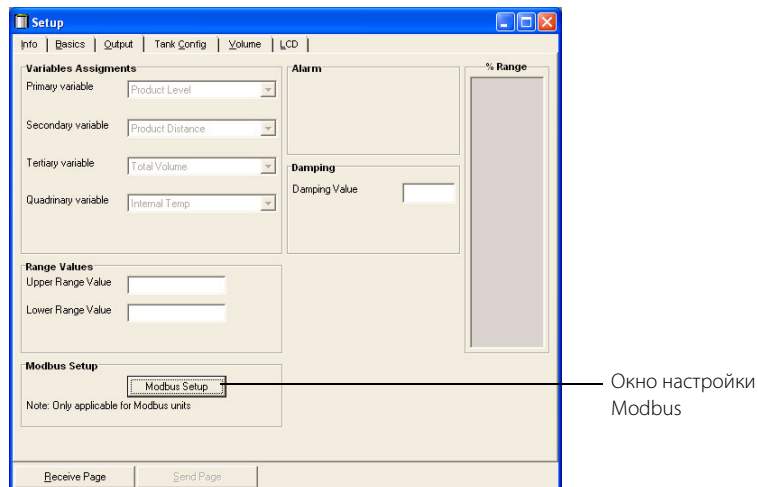 Setup
Info Basics Output Tank Config Volume LCD
Variables Assigments
Primary variable Product Level
Secondary variable Product Distance
Tertiary variable Total Volume
Quadrinary variable Internal Temp
Alarm
Damping
Damping Value
% Range
Range Values
Upper Range Value
Lower Range Value
Modbus Setup
Modbus Setup
Note: Only applicable for Modbus units
Окно настройки
Modbus
Receive Page Send Page